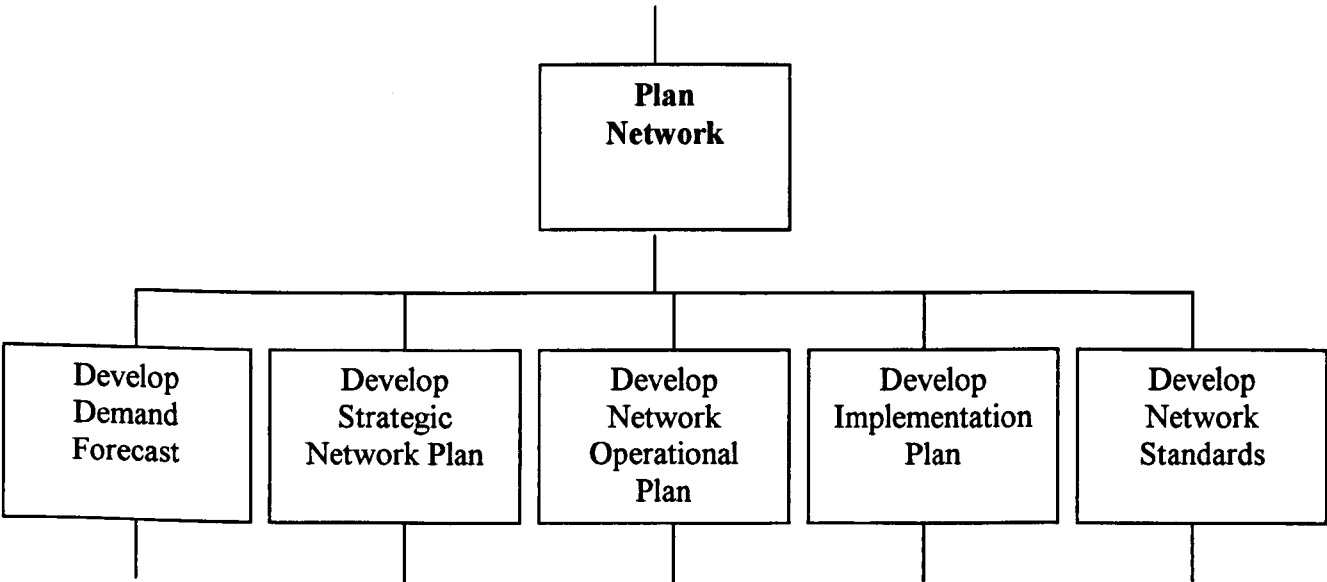 Plan
Network
Develop
Demand
Forecast
Develop
Strategic
Network Plan
Develop
Network
Operational
Plan
Develop
Implementation
Plan
Develop
Network
Standards